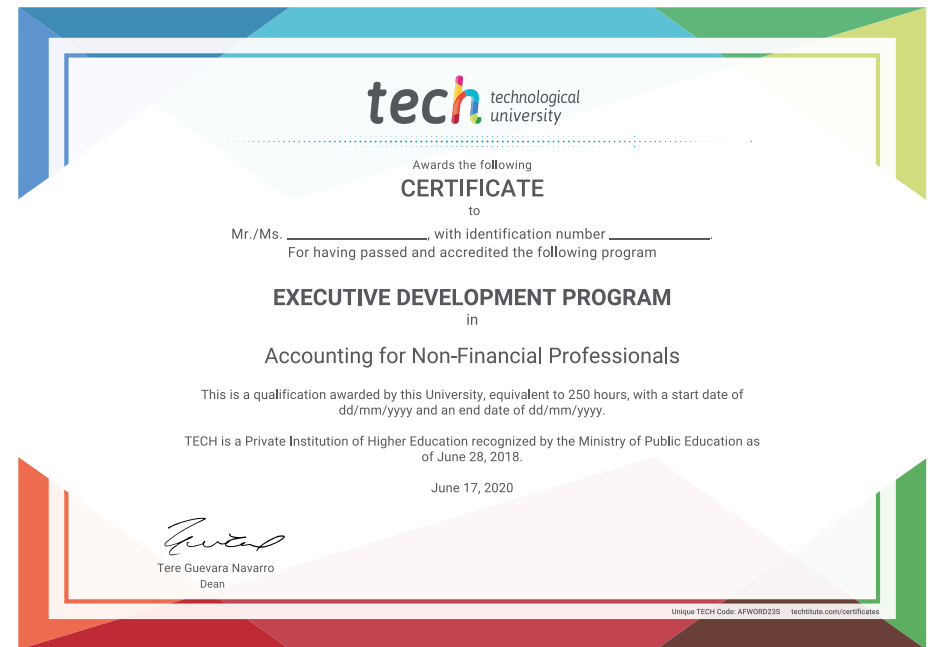 tech technological
university
Awards the following
CERTIFICATE
to
Mr./Ms. ____________________, with identification number ______________.
For having passed and accredited the following program
EXECUTIVE DEVELOPMENT PROGRAM
in
Accounting for Non-Financial Professionals
This is a qualification awarded by this University, equivalent to 250 hours, with a start date of
dd/mm/yyyy and an end date of dd/mm/yyyy.
TECH is a Private Institution of Higher Education recognized by the Ministry of Public Education as
of June 28, 2018.
June 17, 2020
Tere Guevara Navarro
Dean
Unique TECH Code: AFWORD23S techtitute.com/certificates